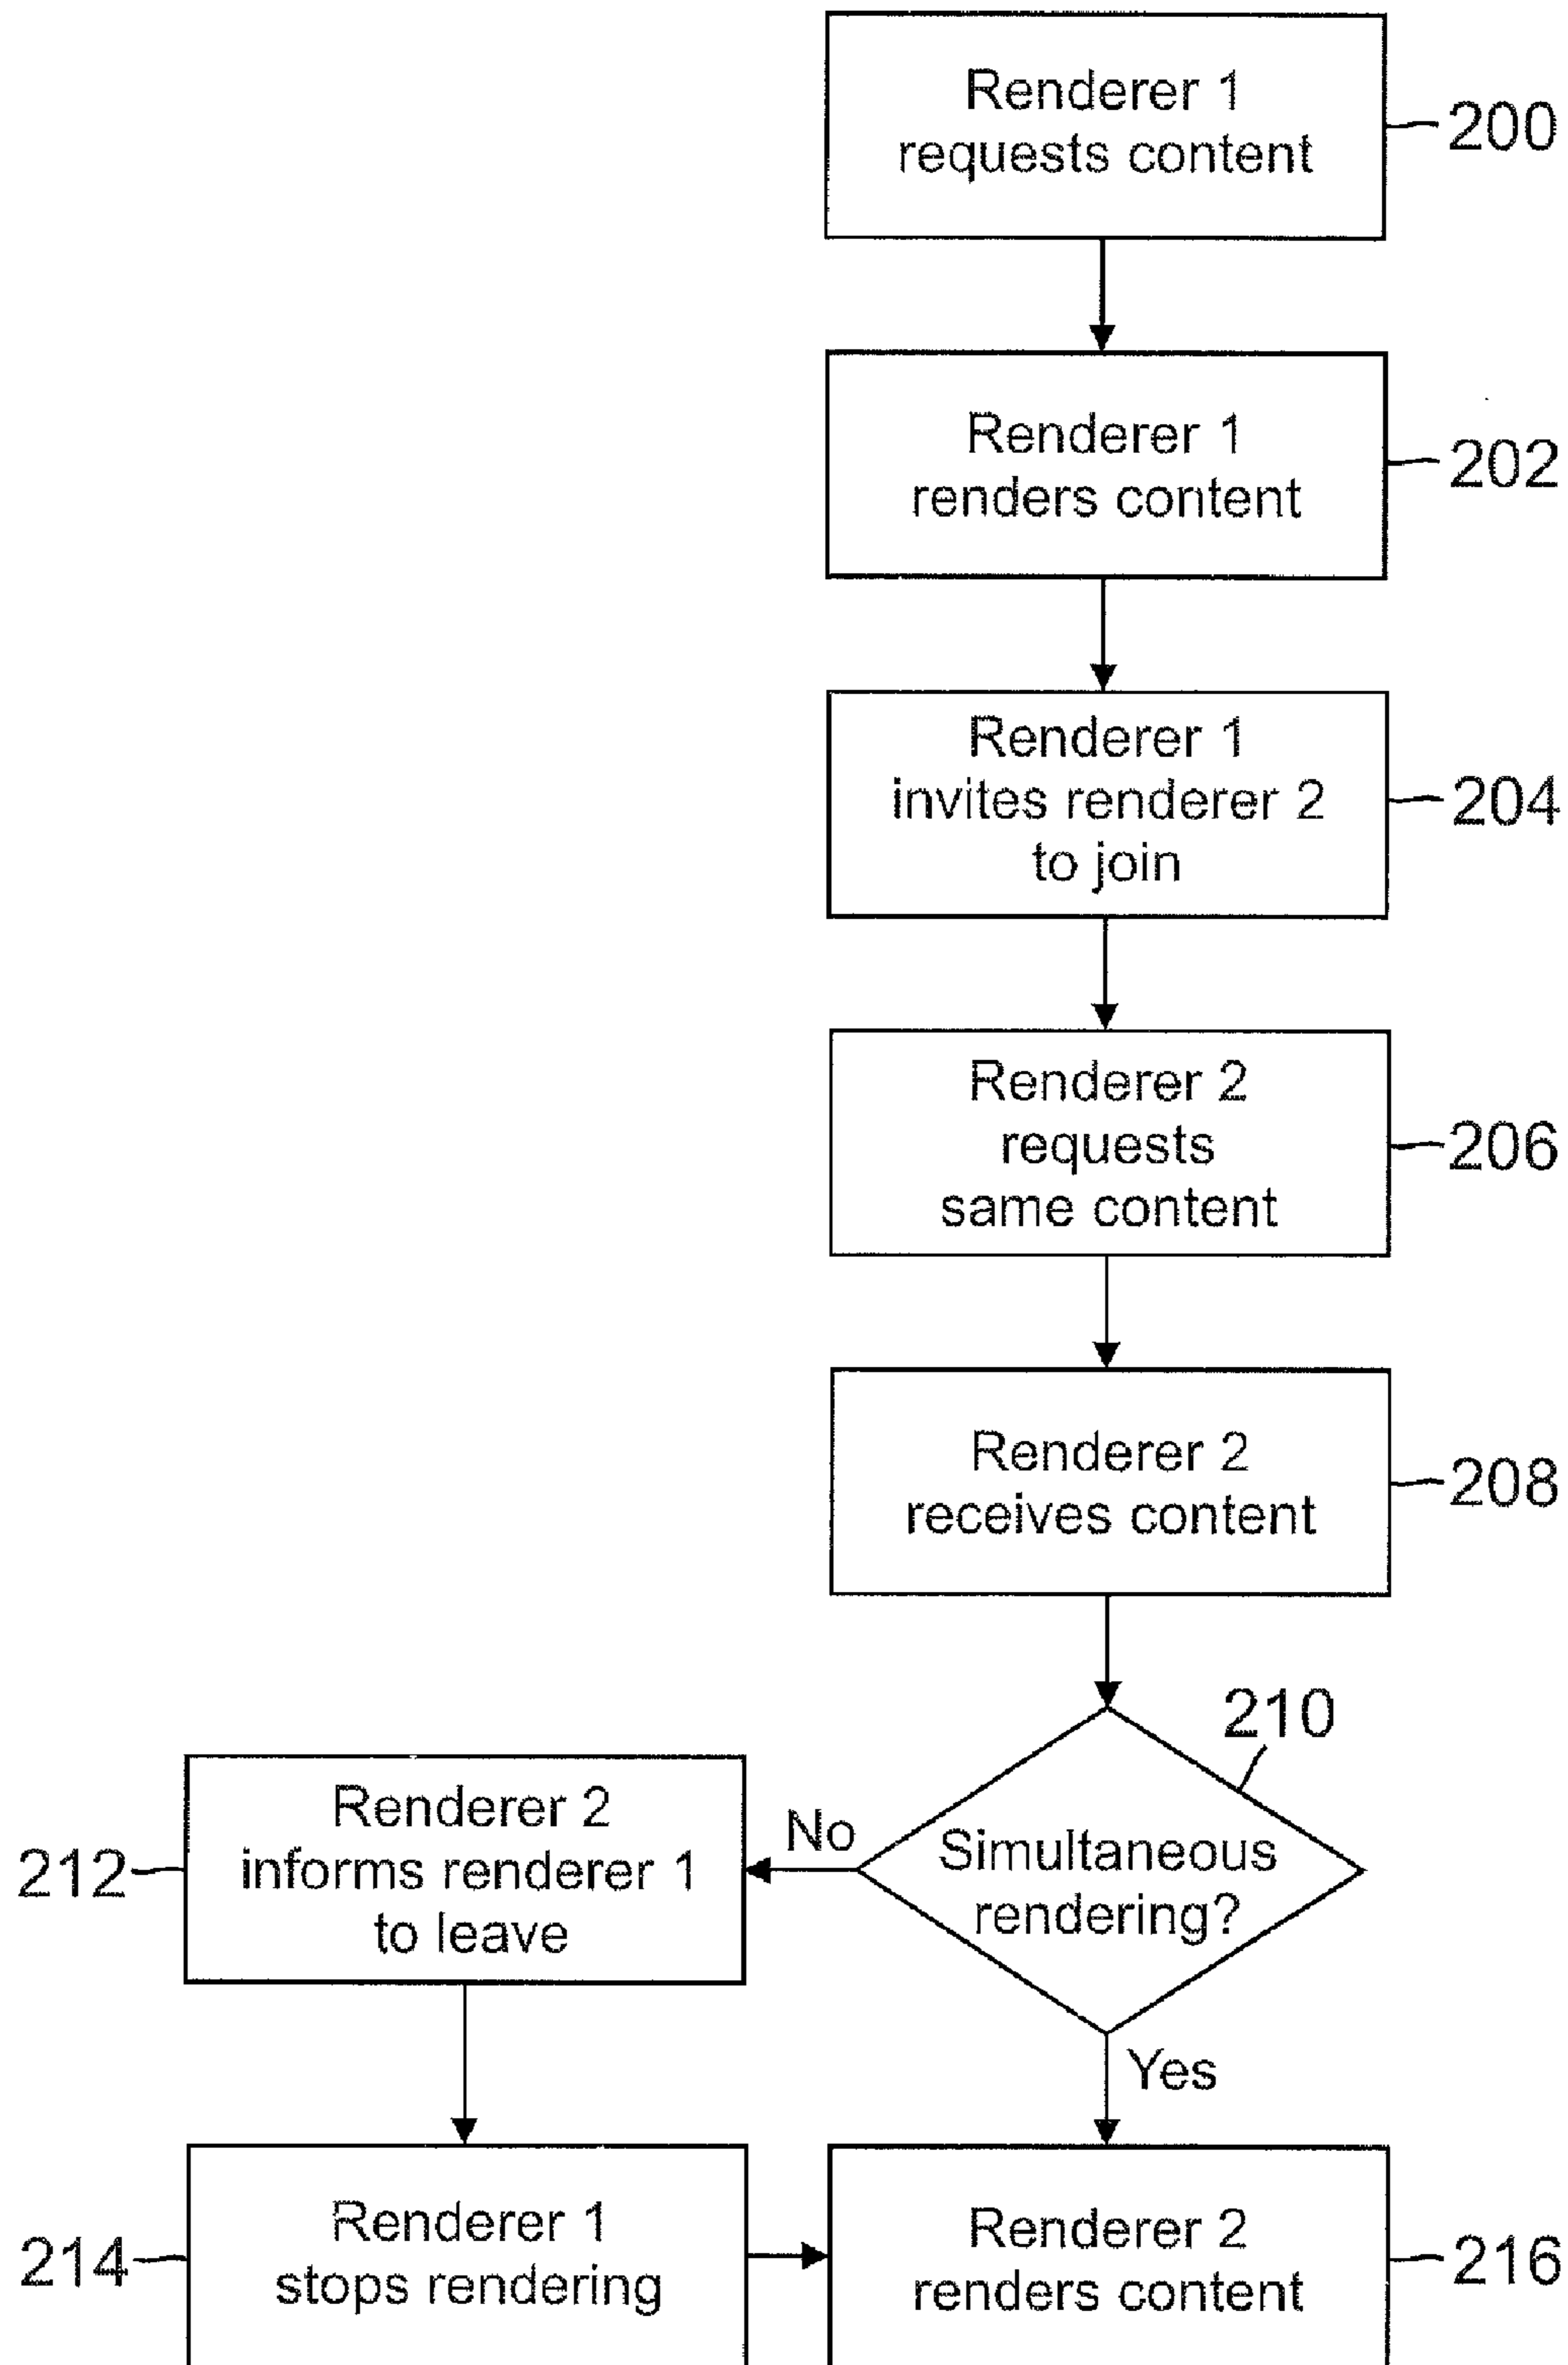 Renderer 1
requests content
200
Renderer 1
renders content
202
Renderer 1
invites renderer 2
to join
204
Renderer 2
requests
same content
206
Renderer 2
receives content
208
210
Simultaneous
rendering?
No
Yes
Renderer 2
informs renderer 1
to leave
212
Renderer 1
stops rendering
214
Renderer 2
renders content
216